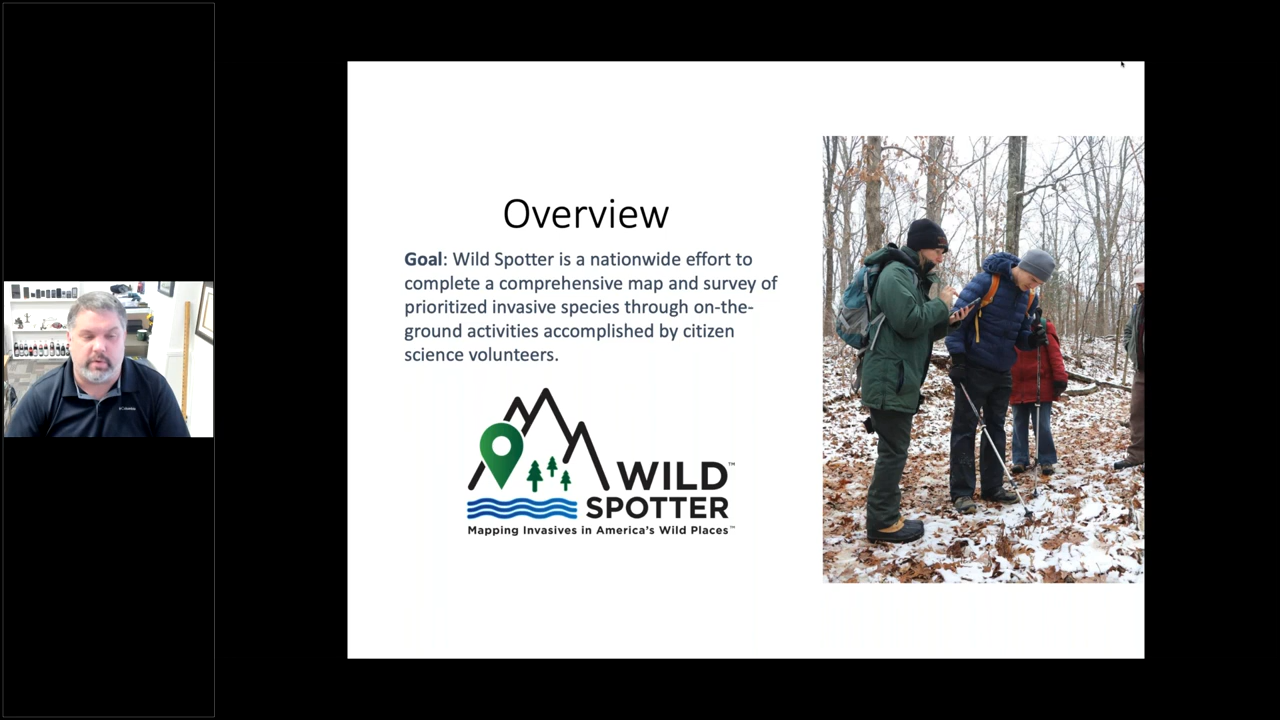 Overview
Goal: Wild Spotter is a nationwide effort to
complete a comprehensive map and survey of
prioritized invasive species through on-the-
ground activities accomplished by citizen
science volunteers.
WILD™
SPOTTER
Mapping Invasives in America's Wild Places™